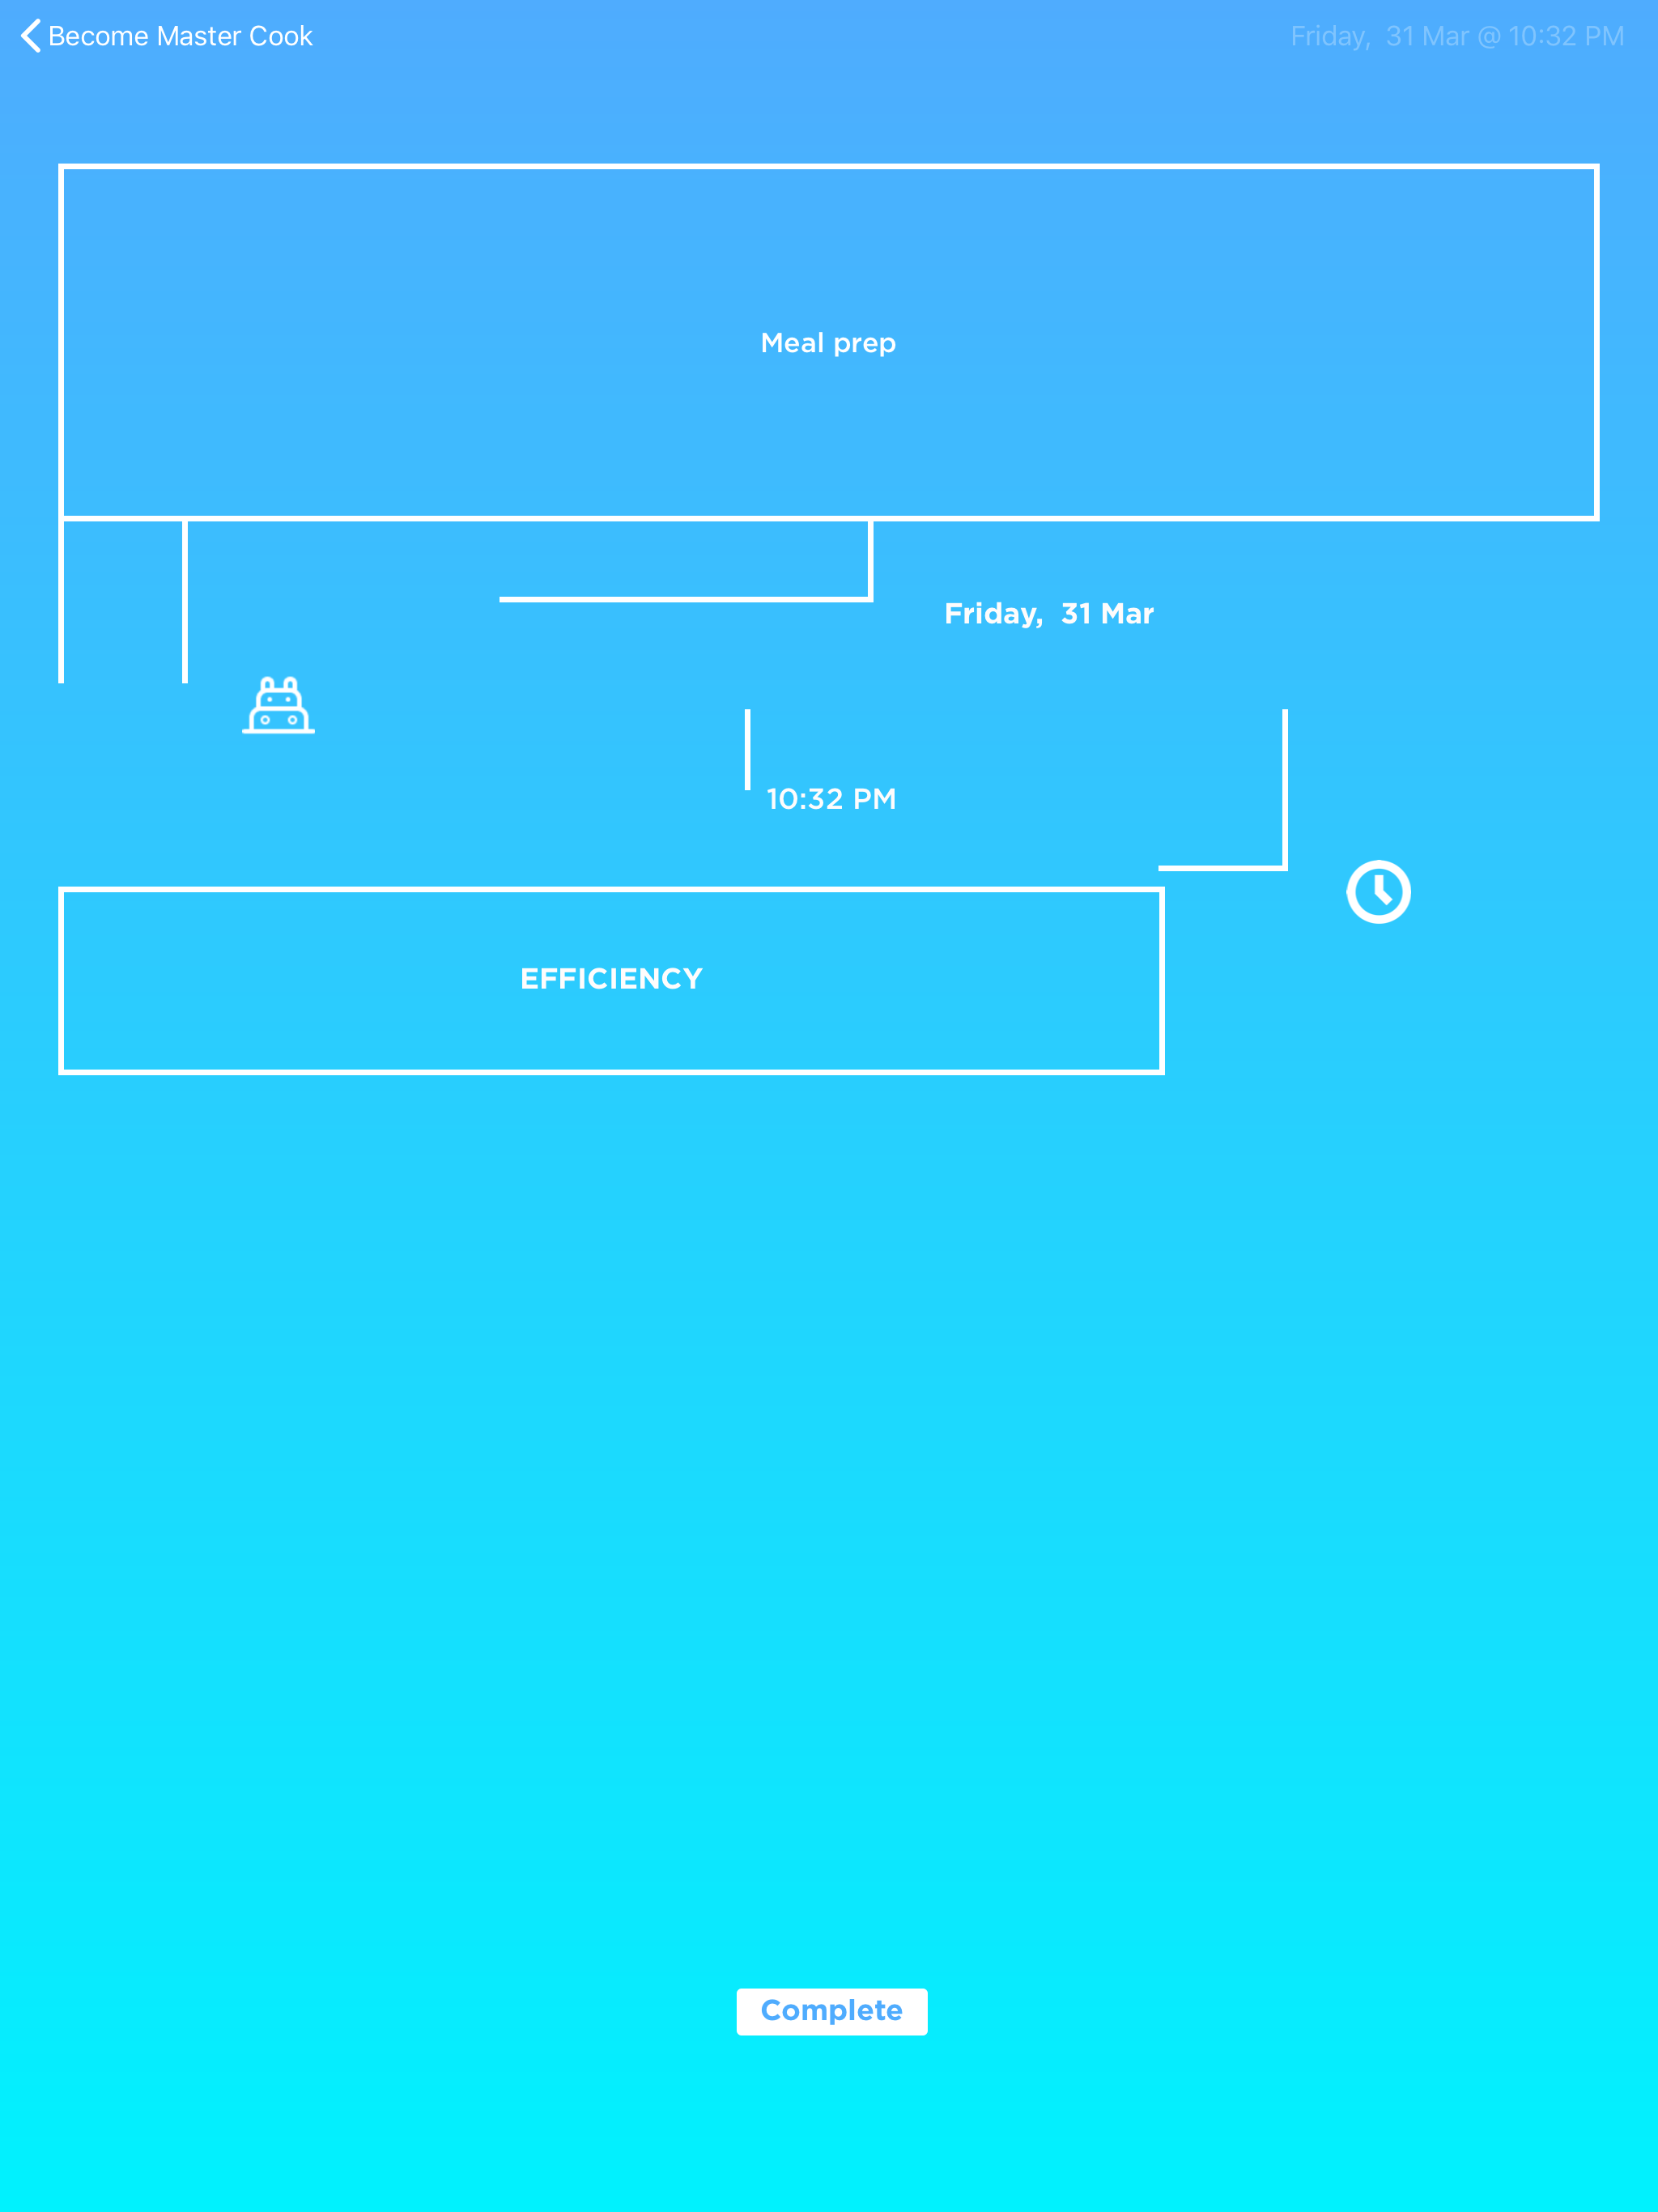 Become Master Cook
Friday,  31 Mar @ 10:32 PM
Meal prep
Friday,  31 Mar
10:32 PM
EFFICIENCY
Complete